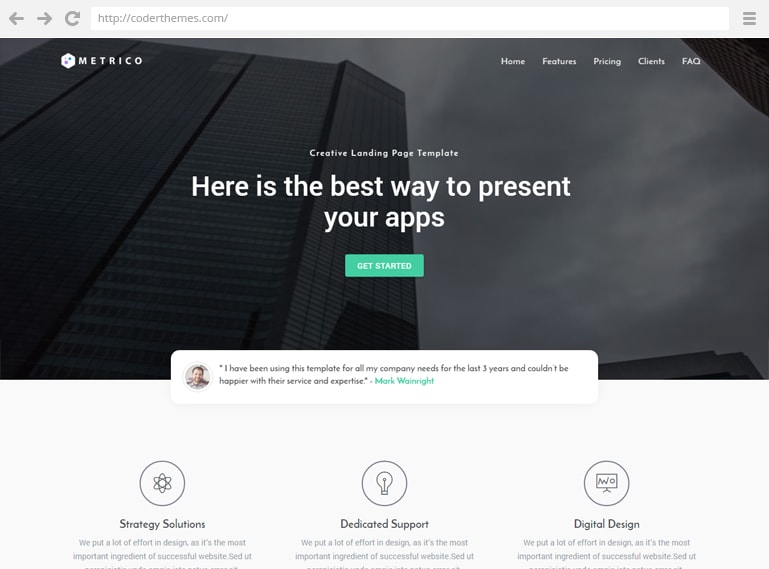 http://coderthemes.com/
METRICO
Home Features Pricing Clients FAQ
Creative Landing Page Template
Here is the best way to present
your apps
GET STARTED
" I have been using this template for all my company needs for the last 3 years and couldn't be
happier with their service and expertise." - Mark Wainright
Strategy Solutions
We put a lot of effort in design, as it's the most
important ingredient of successful website.Sed ut
Dedicated Support
We put a lot of effort in design, as it's the most
important ingredient of successful website.Sed ut
Digital Design
We put a lot of effort in design, as it's the most
important ingredient of successful website.Sed ut